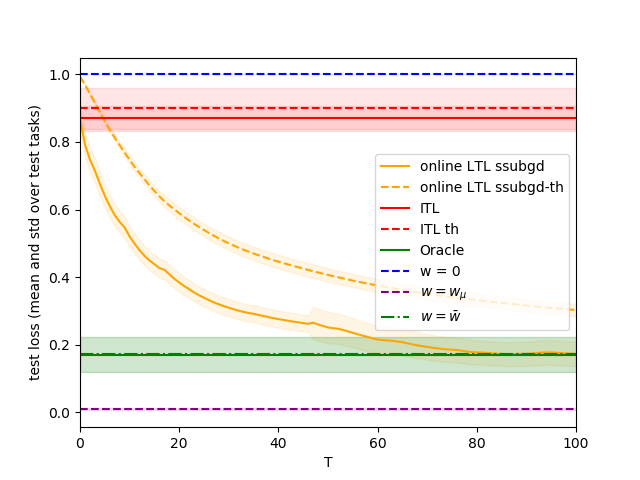 test loss (mean and std over test tasks)
1.0
0.8
0.6
0.4
0.2
0.0
online LTL ssubgd
online LTL ssubgd-th
ITL
ITL th
Oracle
w = 0
w = w_μ
w = w̄
0 20 40 60 80 100
T